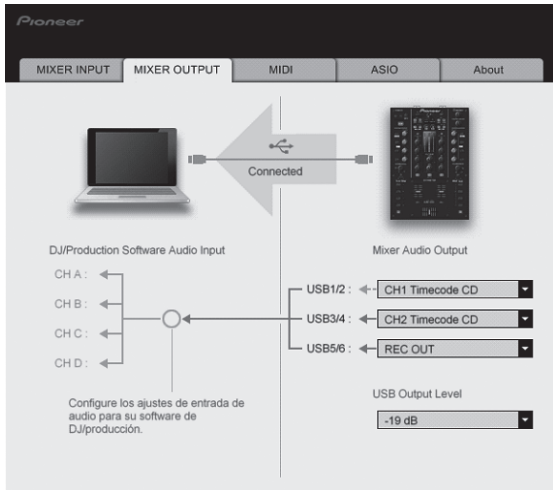 Pioneer
MIXER INPUT MIXER OUTPUT MIDI ASIO About
Connected
DJ/Production Software Audio Input
Mixer Audio Output
CH A :
CH B :
CH C :
CH D :
USB1/2 : CH1 Timecode CD
USB3/4 : CH2 Timecode CD
USB5/6 : REC OUT
Configure los ajustes de entrada de
audio para su software de
DJ/producción.
USB Output Level
-19 dB